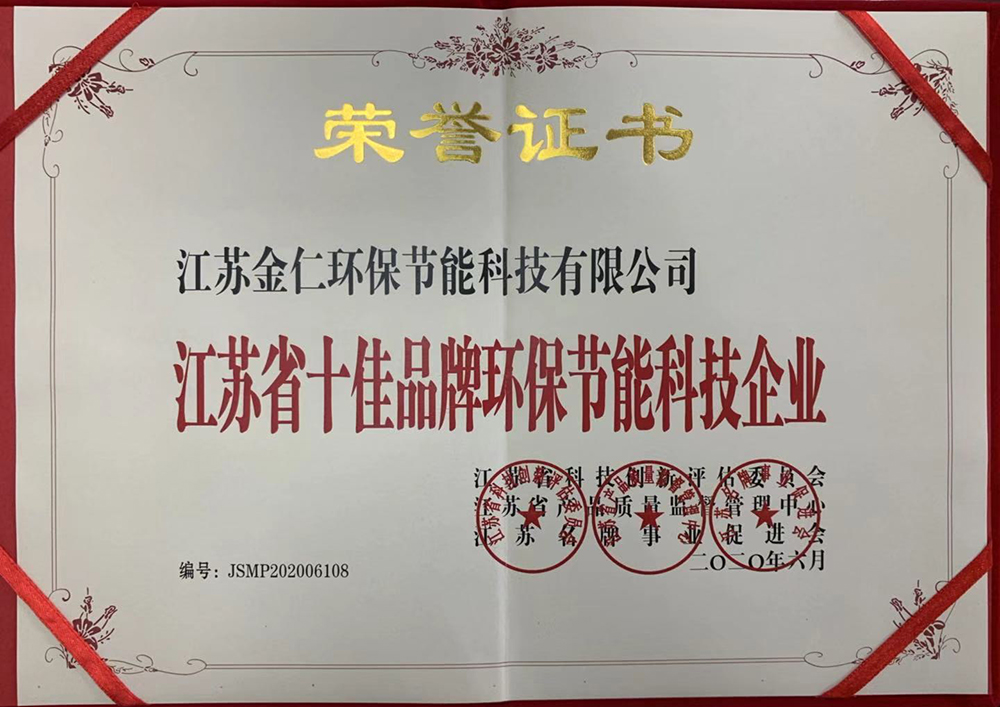 荣誉证书
江苏金仁环保节能科技有限公司
江苏省十佳品牌环保节能科技企业
江苏省科技创新评估委员会
江苏省产品质量监督管理中心
江苏名牌事业促进会
二〇二〇年六月
编号：JSMP202006108